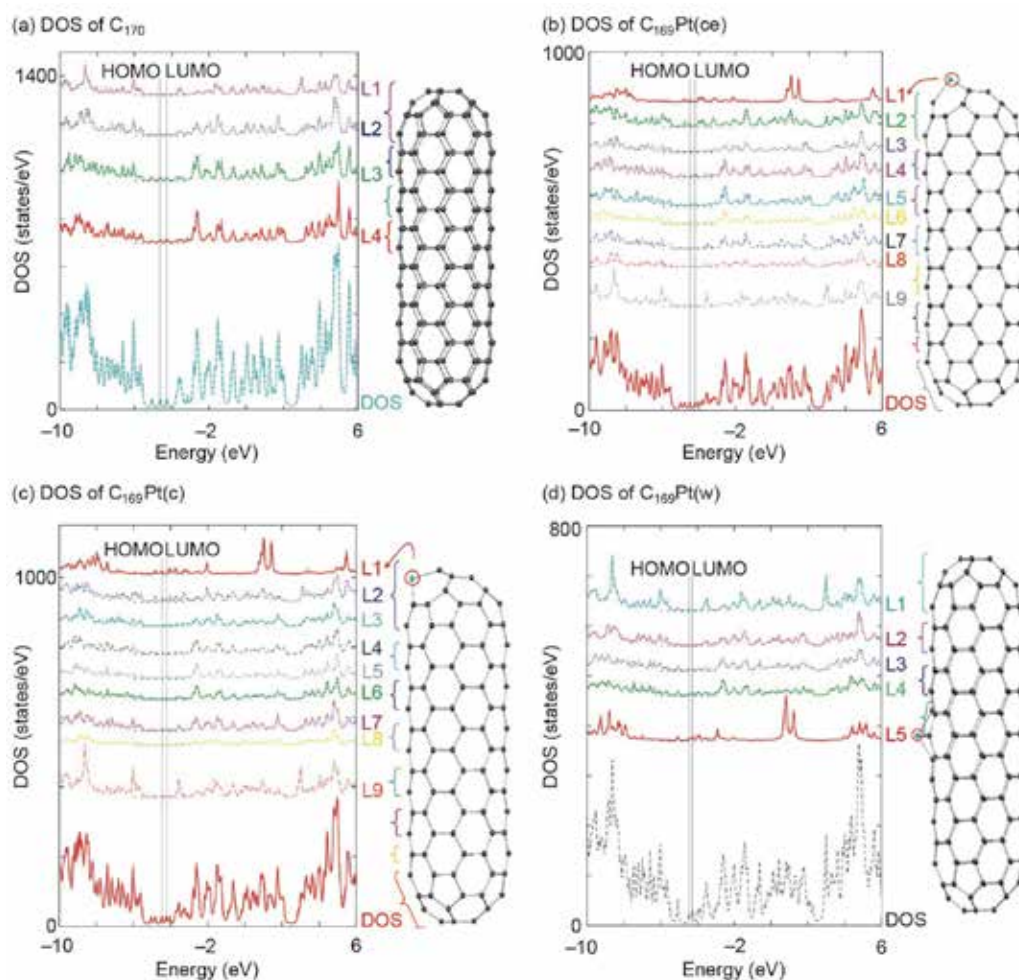 (a) DOS of C₁₇₀
DOS (states/eV)
1400
0
HOMO LUMO
L1
L2
L3
L4
DOS
−10
−2
6
Energy (eV)
(b) DOS of C₁₆₉Pt(ce)
DOS (states/eV)
1000
0
HOMO LUMO
L1
L2
L3
L4
L5
L6
L7
L8
L9
DOS
−10
−2
6
Energy (eV)
(c) DOS of C₁₆₉Pt(c)
DOS (states/eV)
1000
0
HOMO LUMO
L1
L2
L3
L4
L5
L6
L7
L8
L9
DOS
−10
−2
6
Energy (eV)
(d) DOS of C₁₆₉Pt(w)
DOS (states/eV)
800
0
HOMO LUMO
L1
L2
L3
L4
L5
DOS
−10
−2
6
Energy (eV)